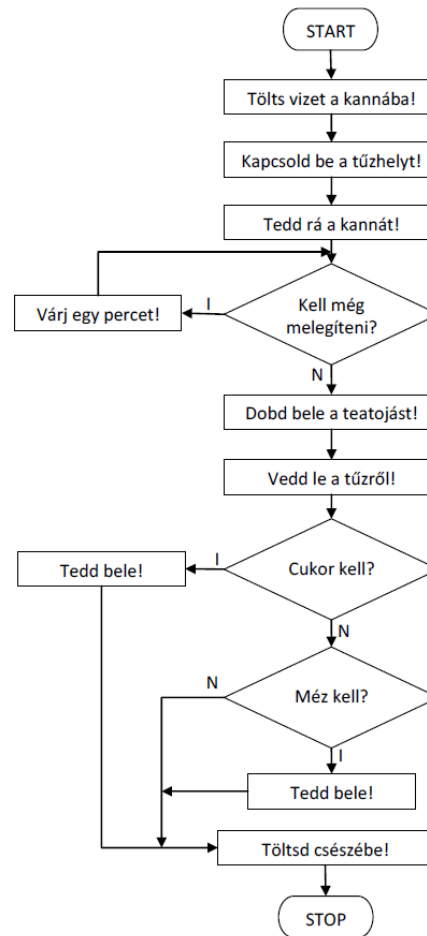 START
Tölts vizet a kannába!
Kapcsold be a tűzhelyt!
Tedd rá a kannát!
Kell még
melegíteni?
I
Várj egy percet!
N
Dobd bele a teatojást!
Vedd le a tűzről!
Cukor kell?
I
Tedd bele!
N
Méz kell?
N
I
Tedd bele!
Töltsd csészébe!
STOP